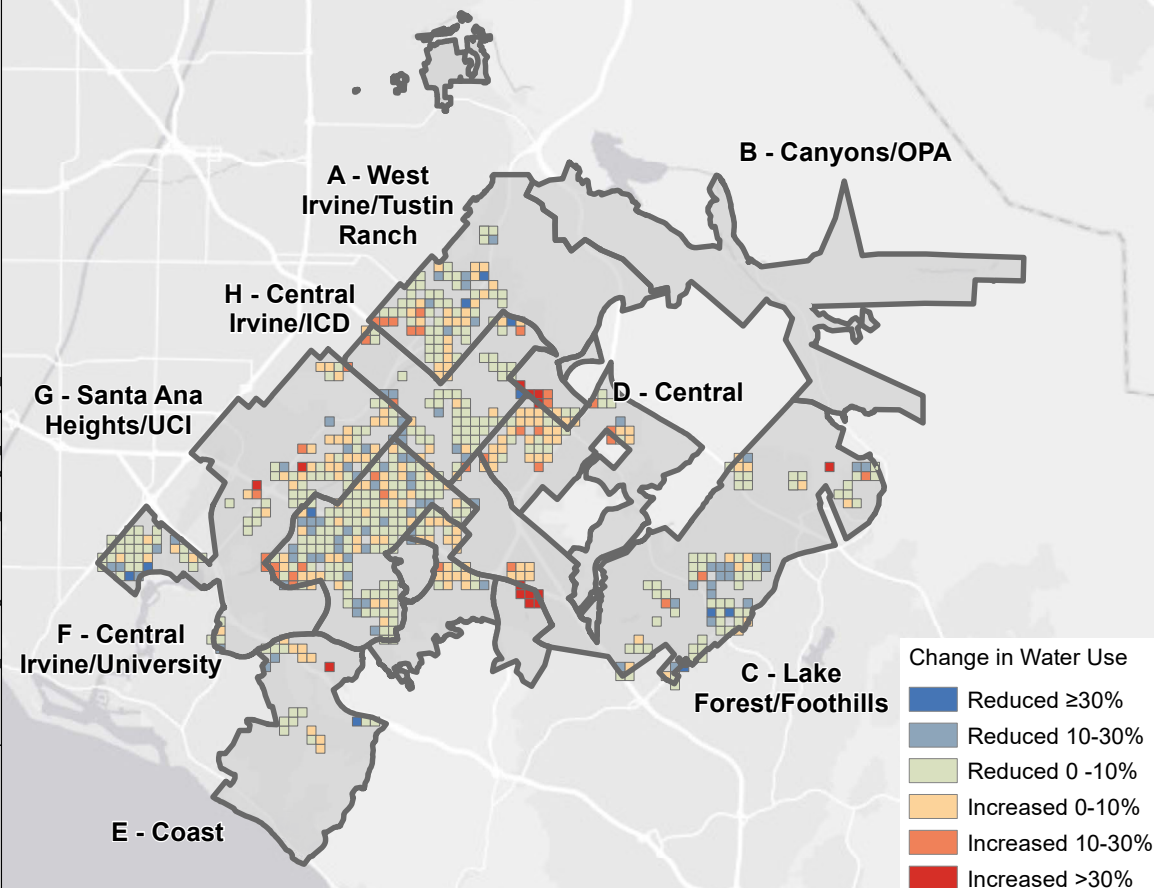 B - Canyons/OPA
A - West
Irvine/Tustin
Ranch
H - Central
Irvine/ICD
G - Santa Ana
Heights/UCI
D - Central
F - Central
Irvine/University
C - Lake
Forest/Foothills
E - Coast
Change in Water Use
Reduced ≥30%
Reduced 10-30%
Reduced 0 -10%
Increased 0-10%
Increased 10-30%
Increased >30%